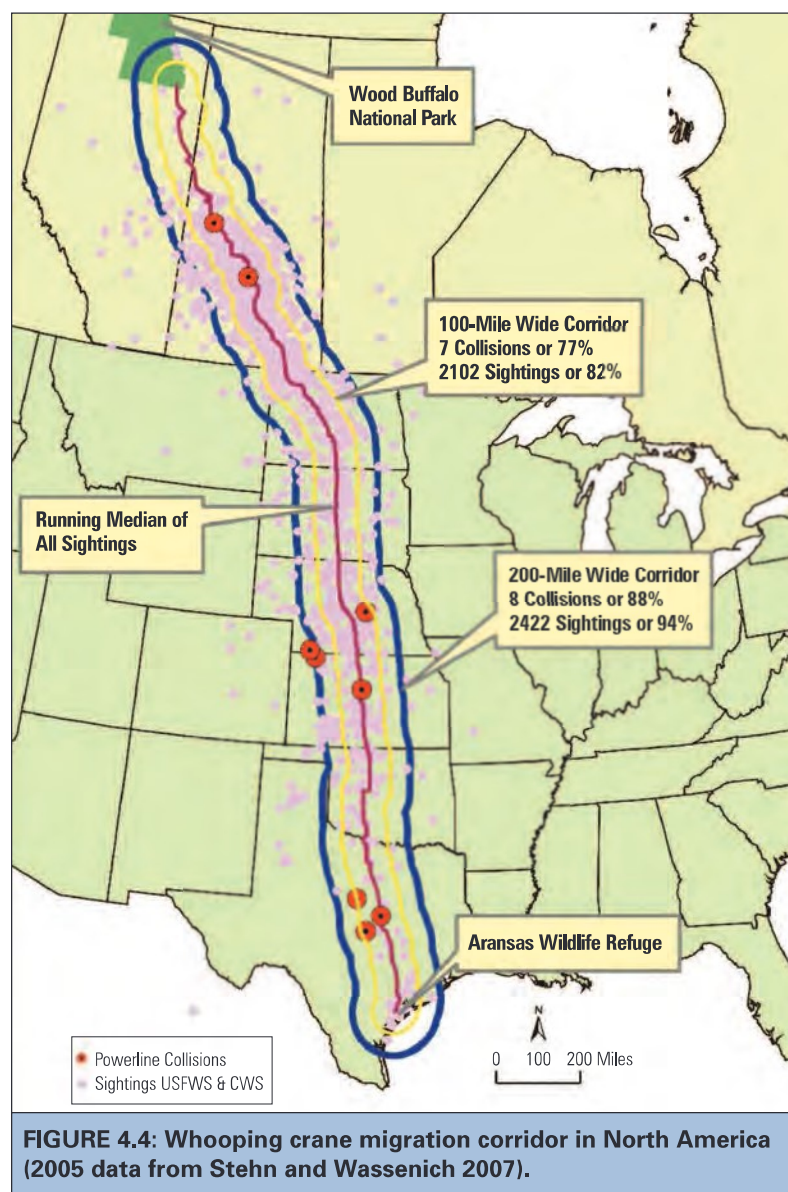 Wood Buffalo
National Park
100-Mile Wide Corridor
7 Collisions or 77%
2102 Sightings or 82%
Running Median of
All Sightings
200-Mile Wide Corridor
8 Collisions or 88%
2422 Sightings or 94%
Aransas Wildlife Refuge
N
0 100 200 Miles
Powerline Collisions
Sightings USFWS & CWS
FIGURE 4.4: Whooping crane migration corridor in North America
(2005 data from Stehn and Wassenich 2007).